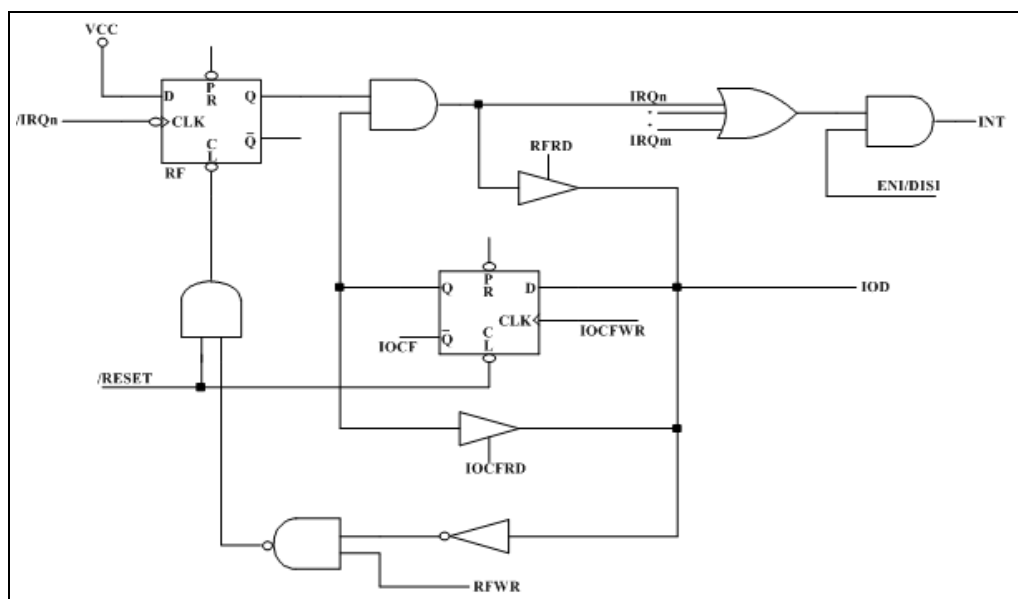 VCC
D
P
R
Q
/IRQn
CLK
C
L
Q
RF
IRQn
IRQm
INT
RFRD
ENI/DISI
Q
P
R
D
IOD
CLK
IOCFWR
IOCF
Q
C
L
/RESET
IOCFRD
RFWR